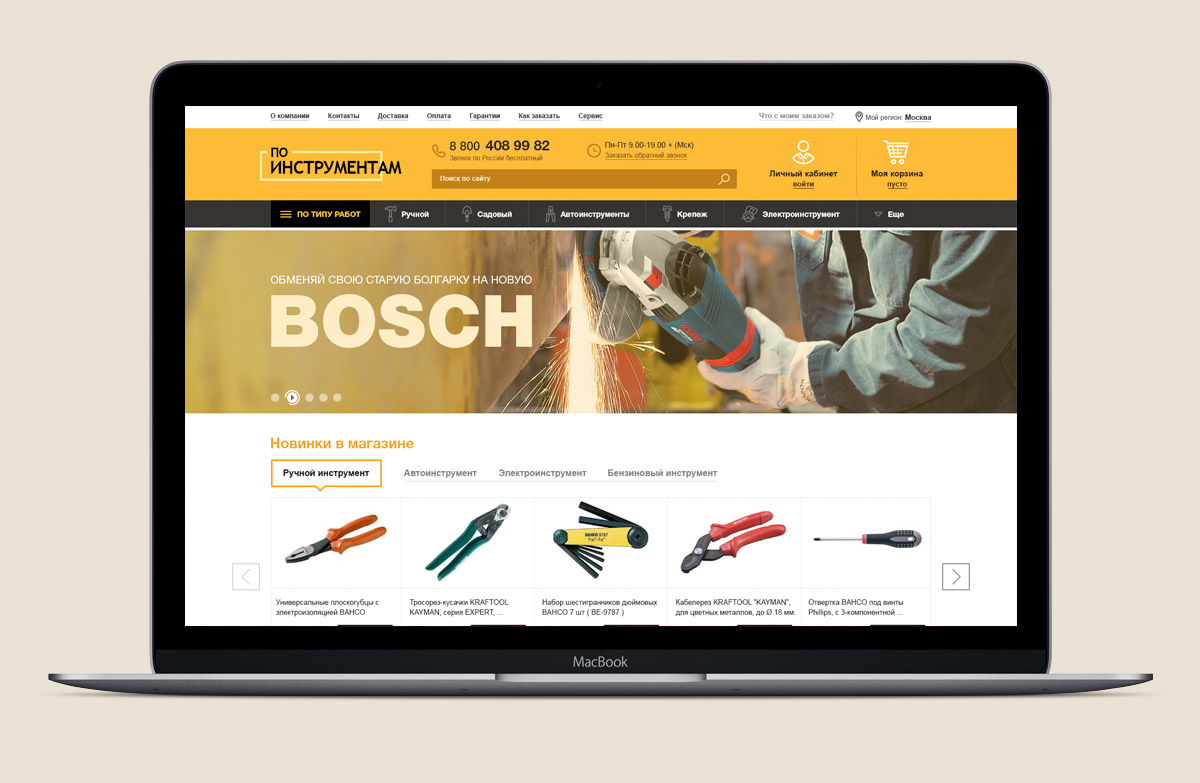 О компании Контакты Доставка Оплата Гарантии Как заказать Сервис Что с моим заказом? Мой регион: Москва
ПО
ИНСТРУМЕНТАМ
8 800 408 99 82
Звонок по России бесплатный
Пн-Пт 9.00-19.00 + (Мск)
Заказать обратный звонок
Поиск по сайту
Личный кабинет
войти
Моя корзина
пусто
ПО ТИПУ РАБОТ Ручной Садовый Автоинструменты Крепеж Электроинструмент Еще
ОБМЕНЯЙ СВОЮ СТАРУЮ БОЛГАРКУ НА НОВУЮ
BOSCH
Новинки в магазине
Ручной инструмент Автоинструмент Электроинструмент Бензиновый инструмент
BAHCO 9787
Универсальные плоскогубцы с
электроизоляцией BAHCO
Тросорез-кусачки KRAFTOOL
KAYMAN, серия EXPERT, ...
Набор шестигранников дюймовых
BAHCO 7 шт ( BE-9787 )
Кабелерез KRAFTOOL "KAYMAN",
для цветных металлов, до Ø 18 мм.
Отвертка BAHCO под винты
Phillips, с 3-компонентной ...
MacBook